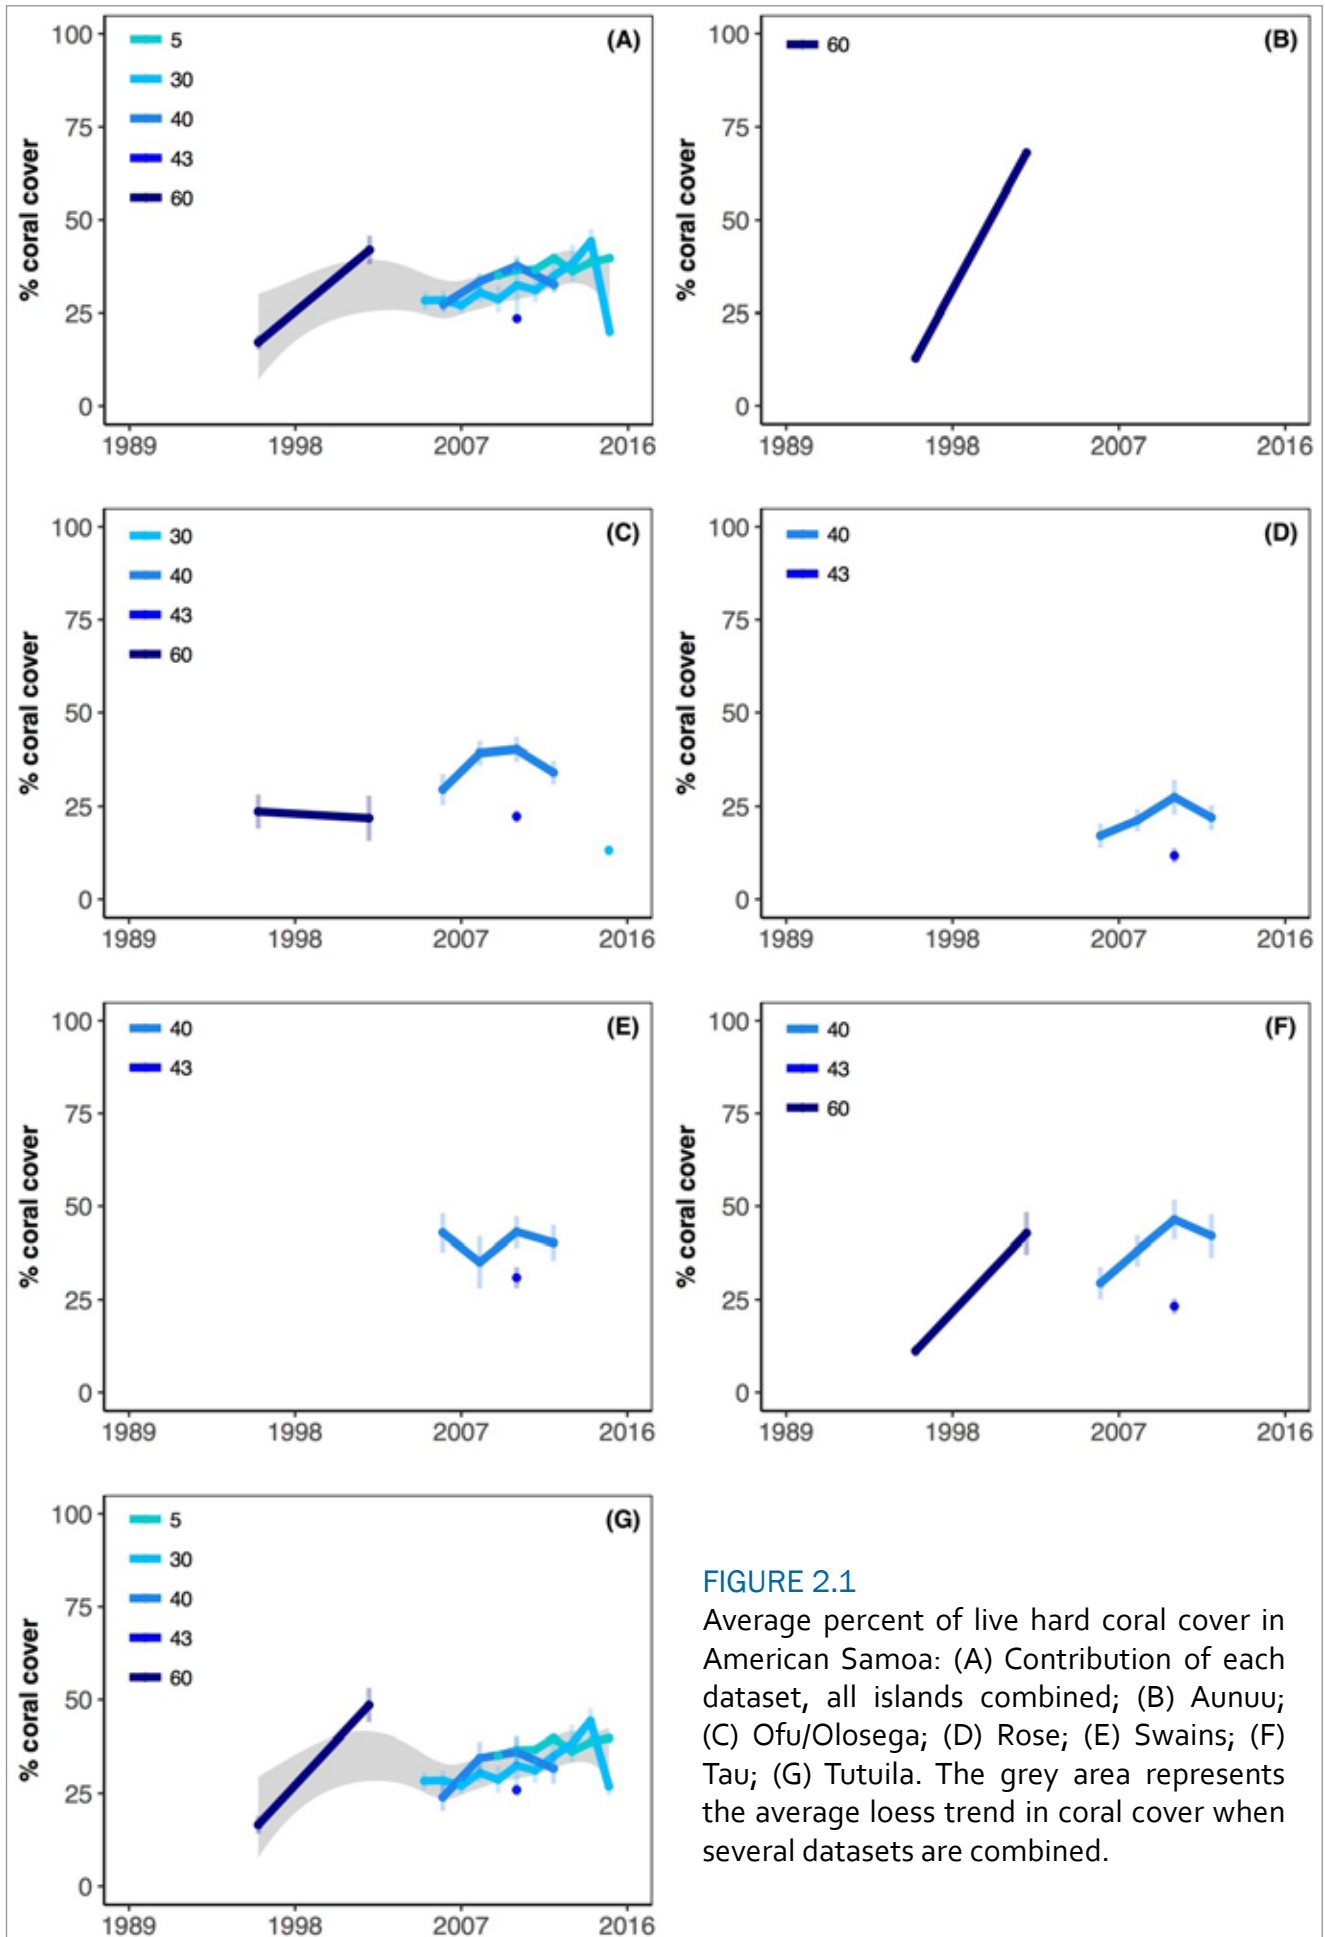 % coral cover
100
75
50
25
0
5
30
40
43
60
(A)
1989 1998 2007 2016
% coral cover
100
75
50
25
0
60
(B)
1989 1998 2007 2016
% coral cover
100
75
50
25
0
30
40
43
60
(C)
1989 1998 2007 2016
% coral cover
100
75
50
25
0
40
43
(D)
1989 1998 2007 2016
% coral cover
100
75
50
25
0
40
43
(E)
1989 1998 2007 2016
% coral cover
100
75
50
25
0
40
43
60
(F)
1989 1998 2007 2016
% coral cover
100
75
50
25
0
5
30
40
43
60
(G)
1989 1998 2007 2016
FIGURE 2.1
Average percent of live hard coral cover in
American Samoa: (A) Contribution of each
dataset, all islands combined; (B) Aunuu;
(C) Ofu/Olosega; (D) Rose; (E) Swains; (F)
Tau; (G) Tutuila. The grey area represents
the average loess trend in coral cover when
several datasets are combined.